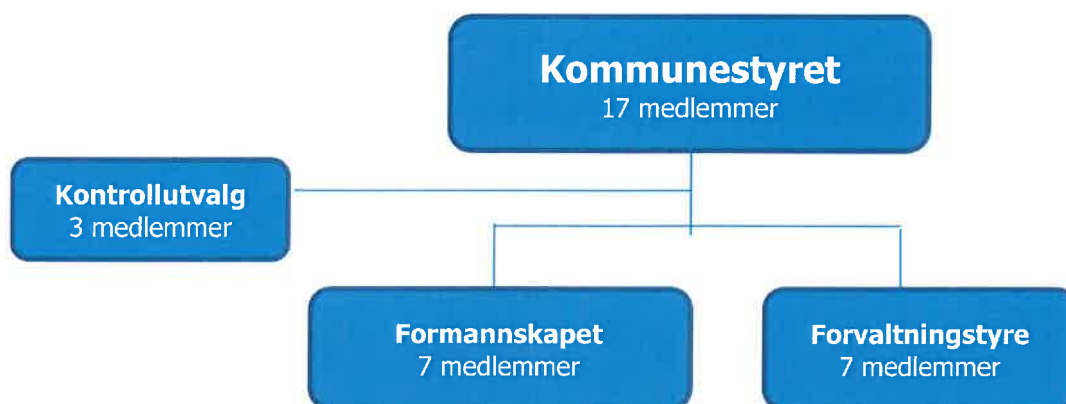 Kommunestyret
17 medlemmer
Kontrollutvalg
3 medlemmer
Formannskapet
7 medlemmer
Forvaltningstyre
7 medlemmer